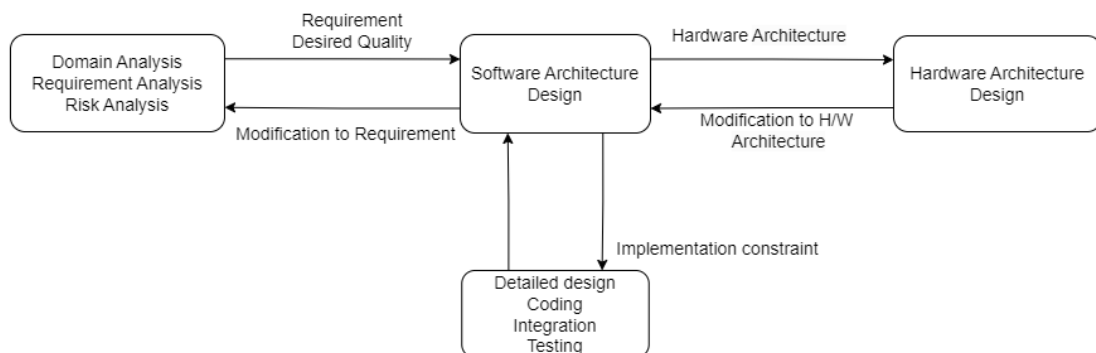 Requirement
Desired Quality
Hardware Architecture
Domain Analysis
Requirement Analysis
Risk Analysis
Software Architecture
Design
Hardware Architecture
Design
Modification to Requirement
Modification to H/W
Architecture
Implementation constraint
Detailed design
Coding
Integration
Testing